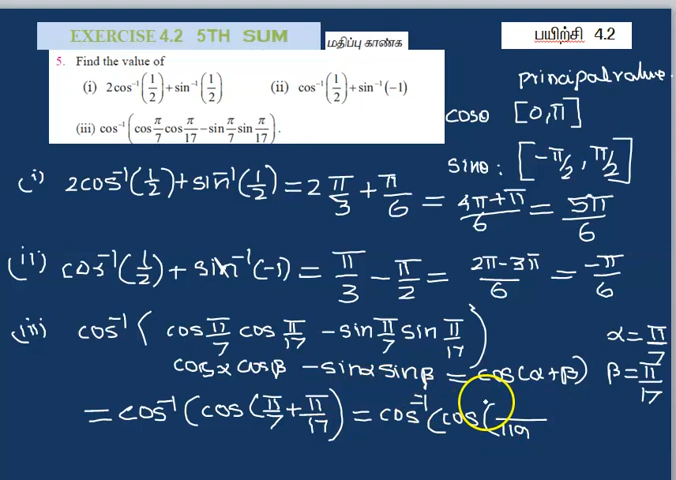 EXERCISE 4.2 5TH SUM
மதிப்பு காண்க
பயிற்சி 4.2
5. Find the value of
(i) 2cos⁻¹(1/2)+sin⁻¹(1/2) (ii) cos⁻¹(1/2)+sin⁻¹(-1)
(iii) cos⁻¹(cos π/7 cos π/17 - sin π/7 sin π/17).
principal value.
cosθ [0,π]
sinθ: [-π/2, π/2]
(i) 2cos⁻¹(1/2)+sin⁻¹(1/2) = 2 π/3 + π/6 = 4π+π/6 = 5π/6
(ii) cos⁻¹(1/2) + sin⁻¹(-1) = π/3 - π/2 = 2π-3π/6 = -π/6
(iii) cos⁻¹( cos π/7 cos π/17 - sin π/7 sin π/17 )
α = π/7
cosα cosβ - sinα sinβ = cos(α+β) β = π/17
= cos⁻¹(cos(π/7 + π/17) = cos⁻¹(cos( /119